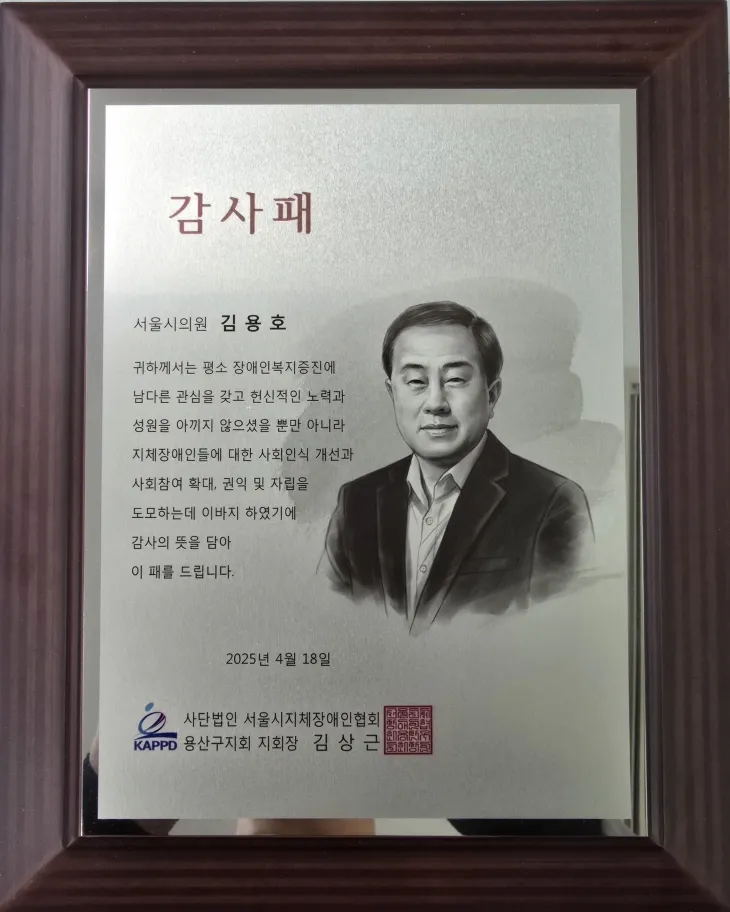 감사패
서울시의원 김용호
귀하께서는 평소 장애인복지증진에
남다른 관심을 갖고 헌신적인 노력과
성원을 아끼지 않으셨을 뿐만 아니라
지체장애인들에 대한 사회인식 개선과
사회참여 확대, 권익 및 자립을
도모하는데 이바지 하였기에
감사의 뜻을 담아
이 패를 드립니다.
2025년 4월 18일
사단법인 서울시지체장애인협회
KAPPD 용산구지회 지회장 김상근